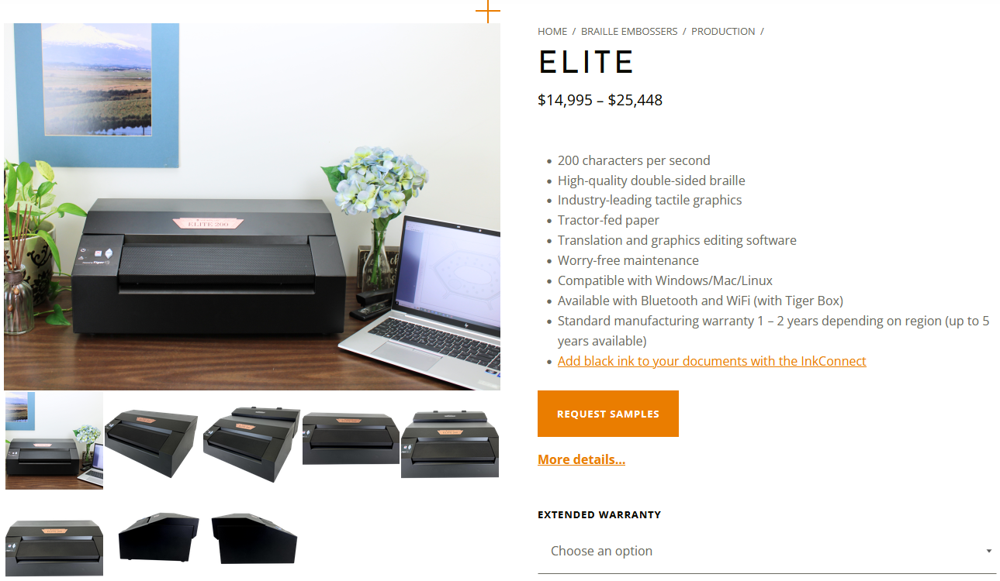 HOME / BRAILLE EMBOSSERS / PRODUCTION /
ELITE
$14,995 – $25,448
200 characters per second
High-quality double-sided braille
Industry-leading tactile graphics
Tractor-fed paper
Translation and graphics editing software
Worry-free maintenance
Compatible with Windows/Mac/Linux
Available with Bluetooth and WiFi (with Tiger Box)
Standard manufacturing warranty 1 – 2 years depending on region (up to 5
years available)
Add black ink to your documents with the InkConnect
REQUEST SAMPLES
More details...
EXTENDED WARRANTY
Choose an option
ELITE 200